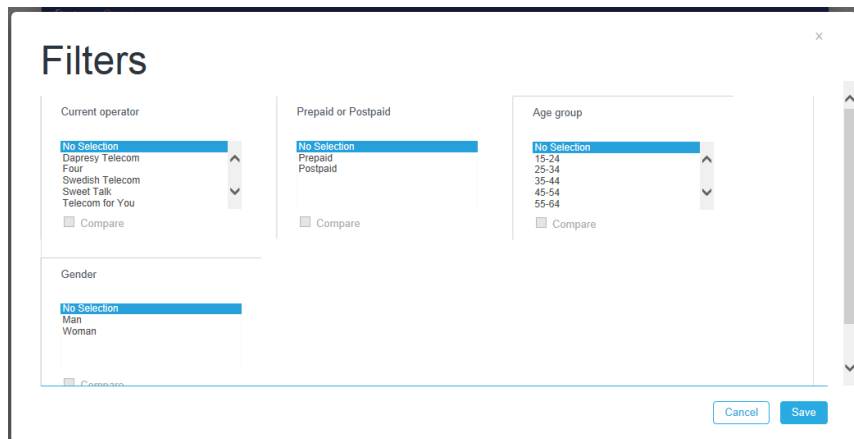 ×
Filters
Current operator
No Selection
Dapresy Telecom
Four
Swedish Telecom
Sweet Talk
Telecom for You
Compare
Prepaid or Postpaid
No Selection
Prepaid
Postpaid
Compare
Age group
No Selection
15-24
25-34
35-44
45-54
55-64
Compare
Gender
No Selection
Man
Woman
Compare
Cancel
Save